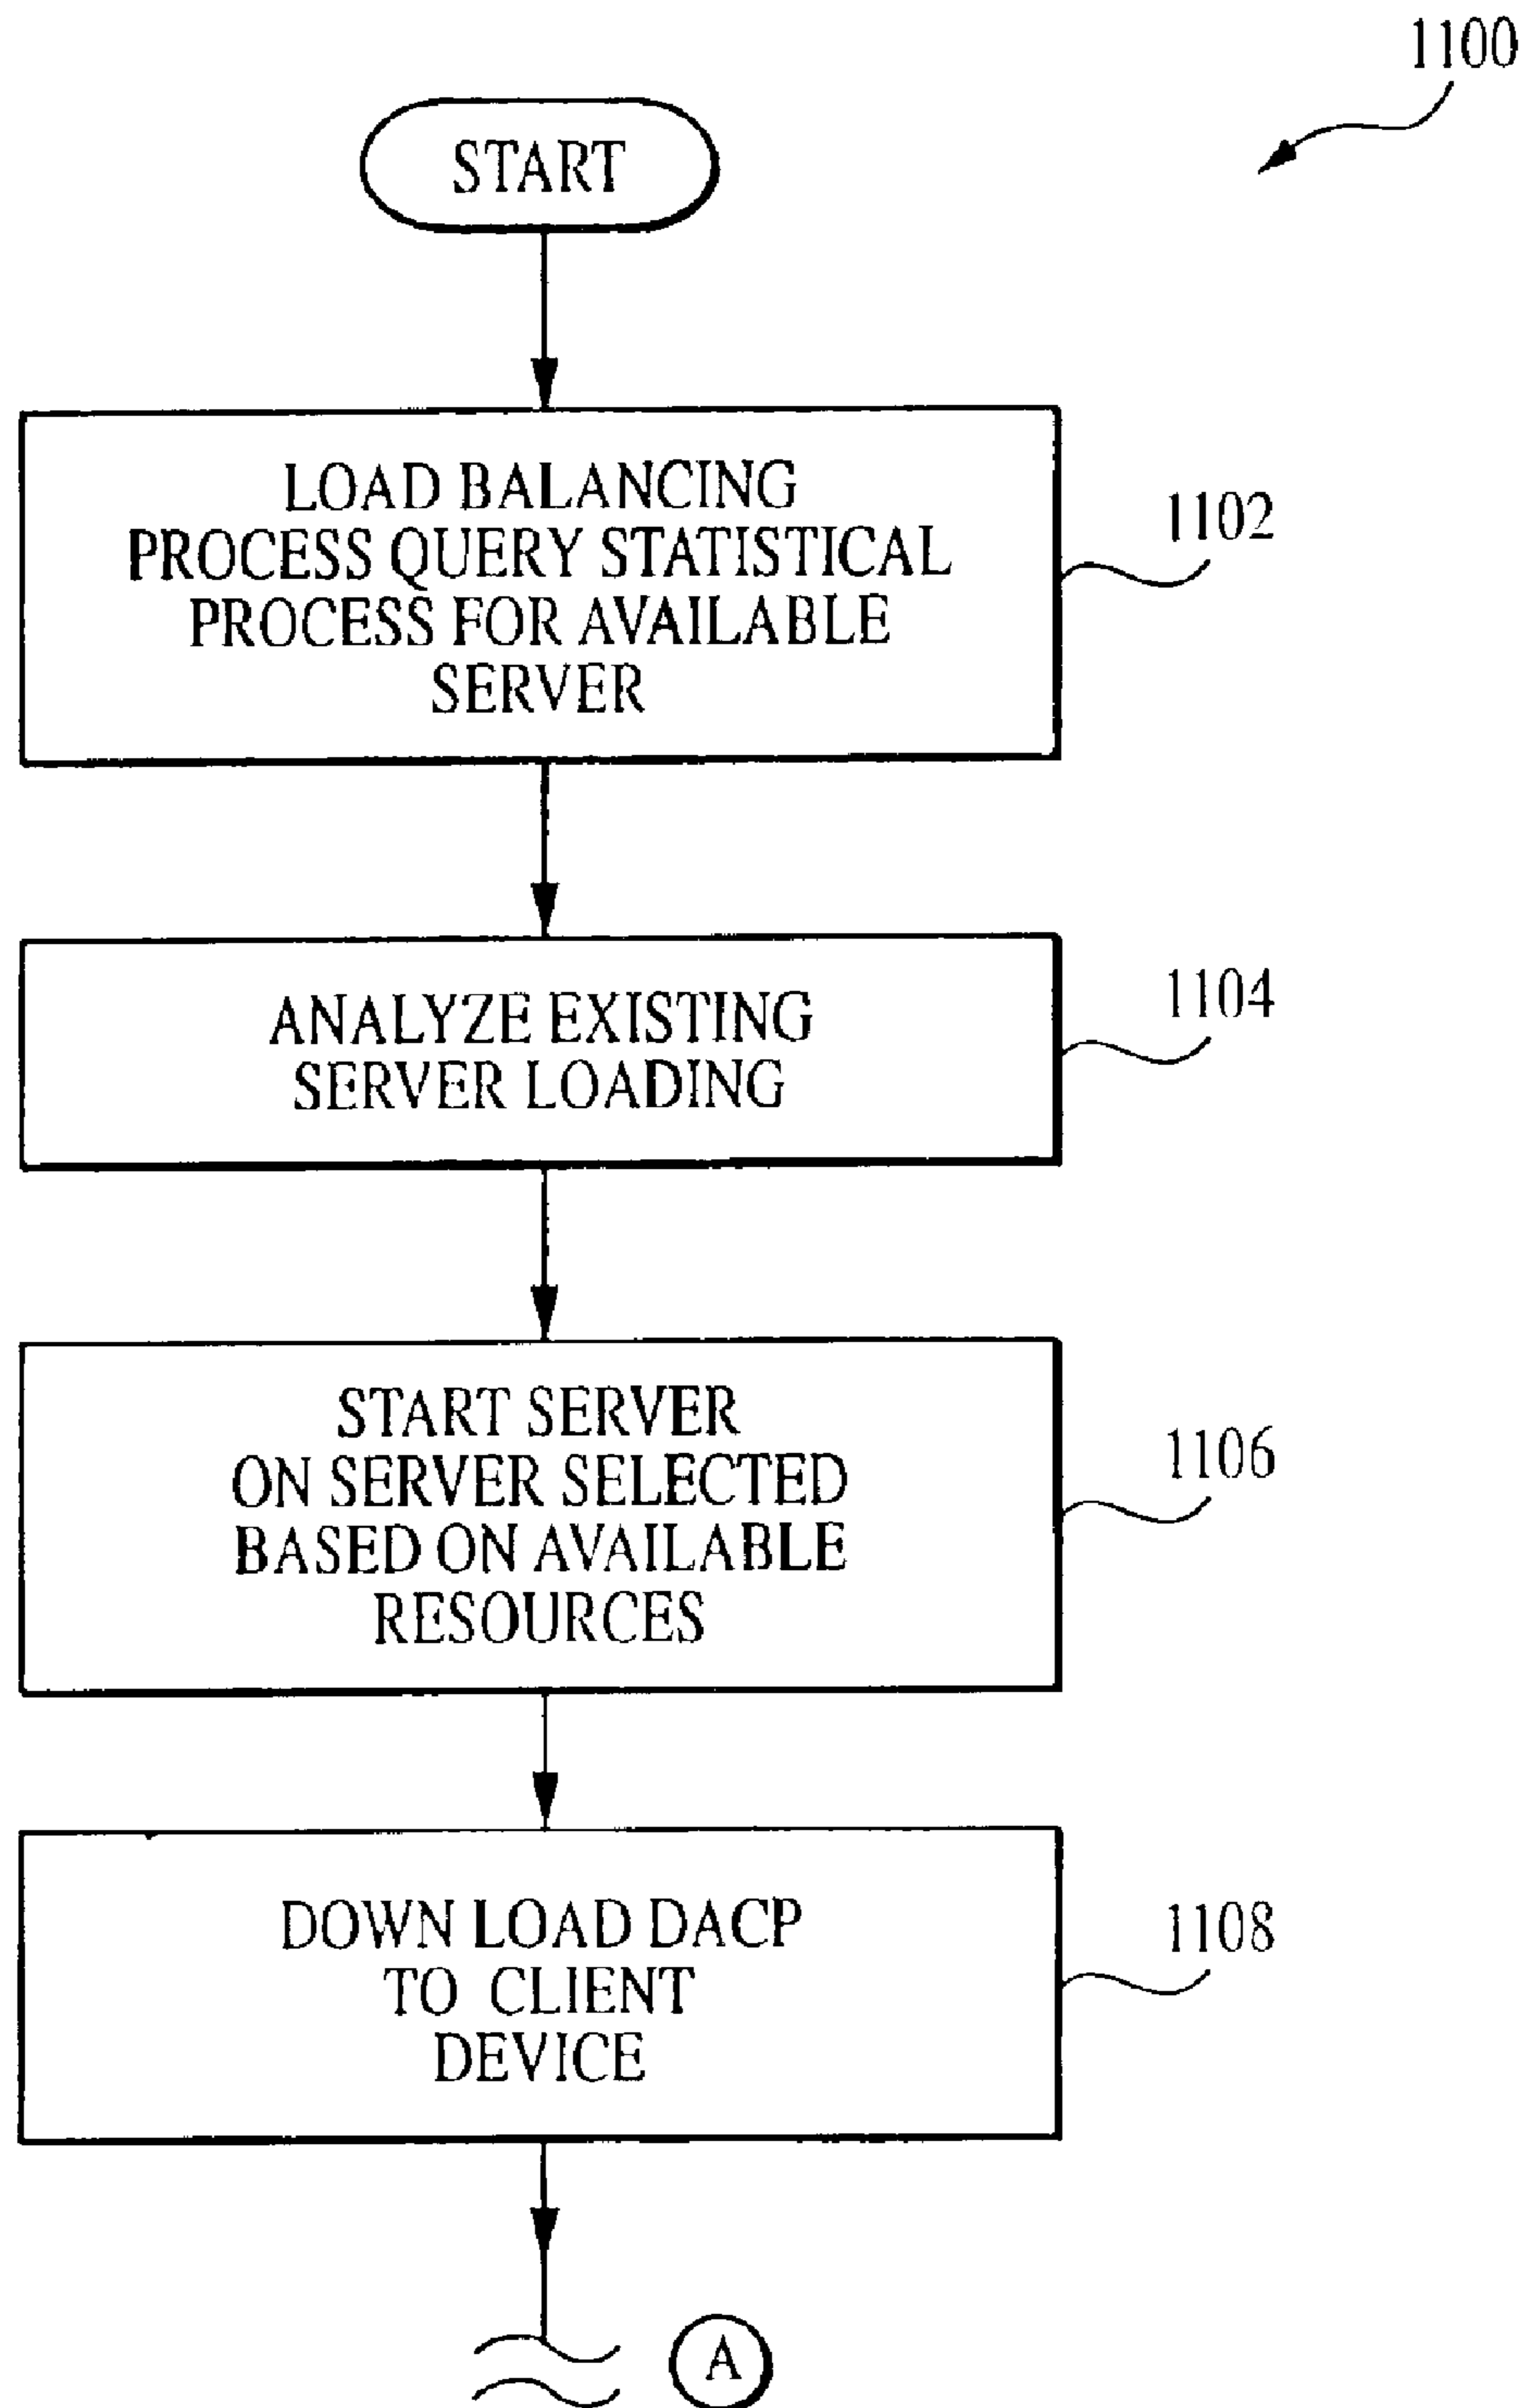 1100
START
LOAD BALANCING
PROCESS QUERY STATISTICAL
PROCESS FOR AVAILABLE
SERVER
1102
ANALYZE EXISTING
SERVER LOADING
1104
START SERVER
ON SERVER SELECTED
BASED ON AVAILABLE
RESOURCES
1106
DOWN LOAD DACP
TO CLIENT
DEVICE
1108
A